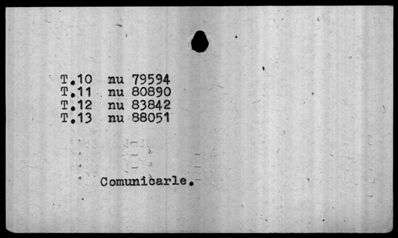 T.10 nu 79594
T.11 nu 80890
T.12 nu 83842
T.13 nu 88051
Comunicarle.